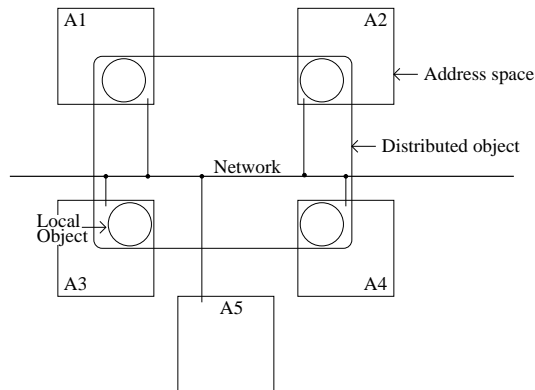 A1
A2
Address space
Distributed object
Network
Local
Object
A3
A4
A5